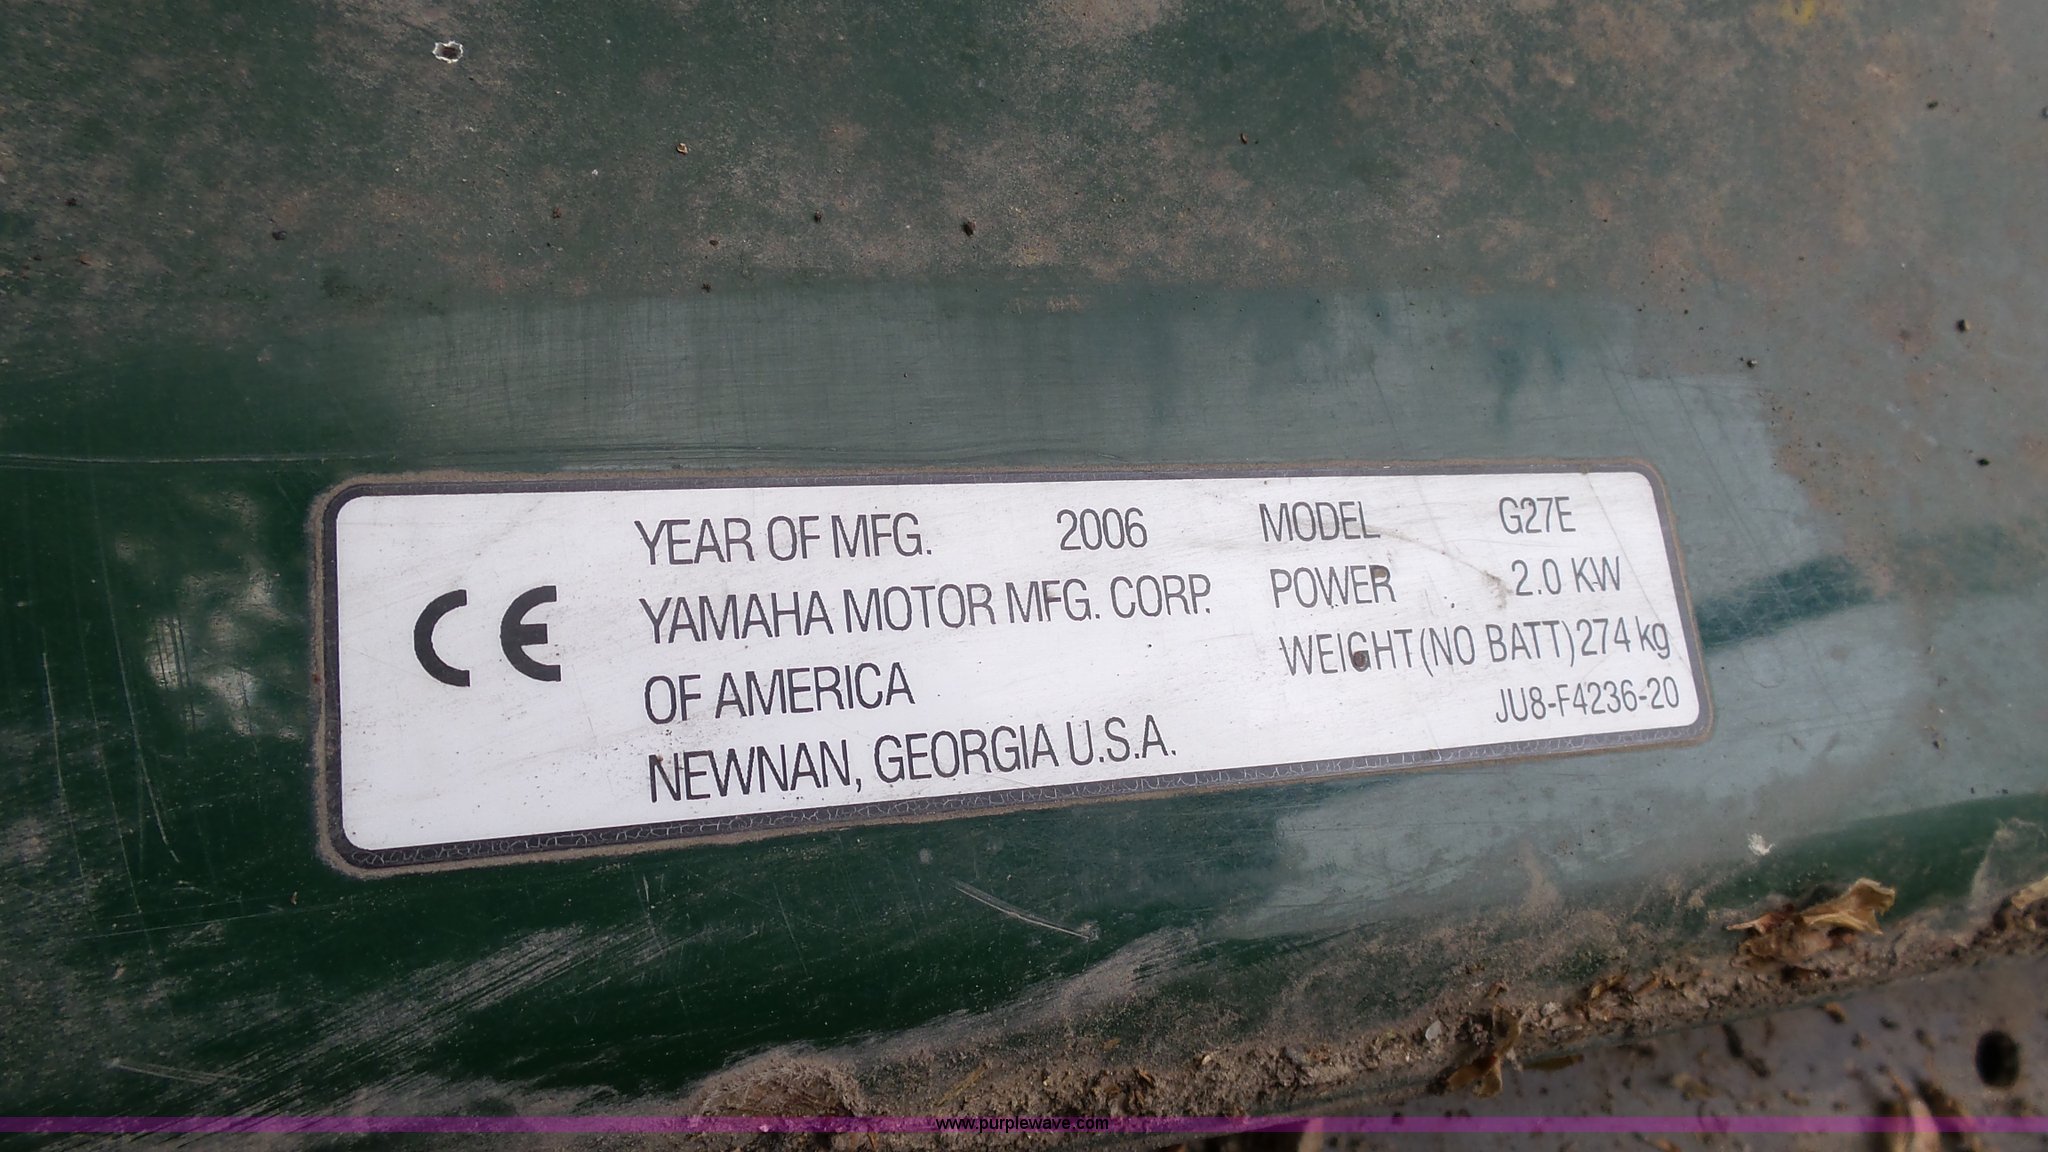 CE
YEAR OF MFG. 2006
YAMAHA MOTOR MFG. CORP.
OF AMERICA
NEWNAN, GEORGIA U.S.A.
MODEL G27E
POWER 2.0 KW
WEIGHT(NO BATT) 274 kg
JU8-F4236-20
www.purplewave.com